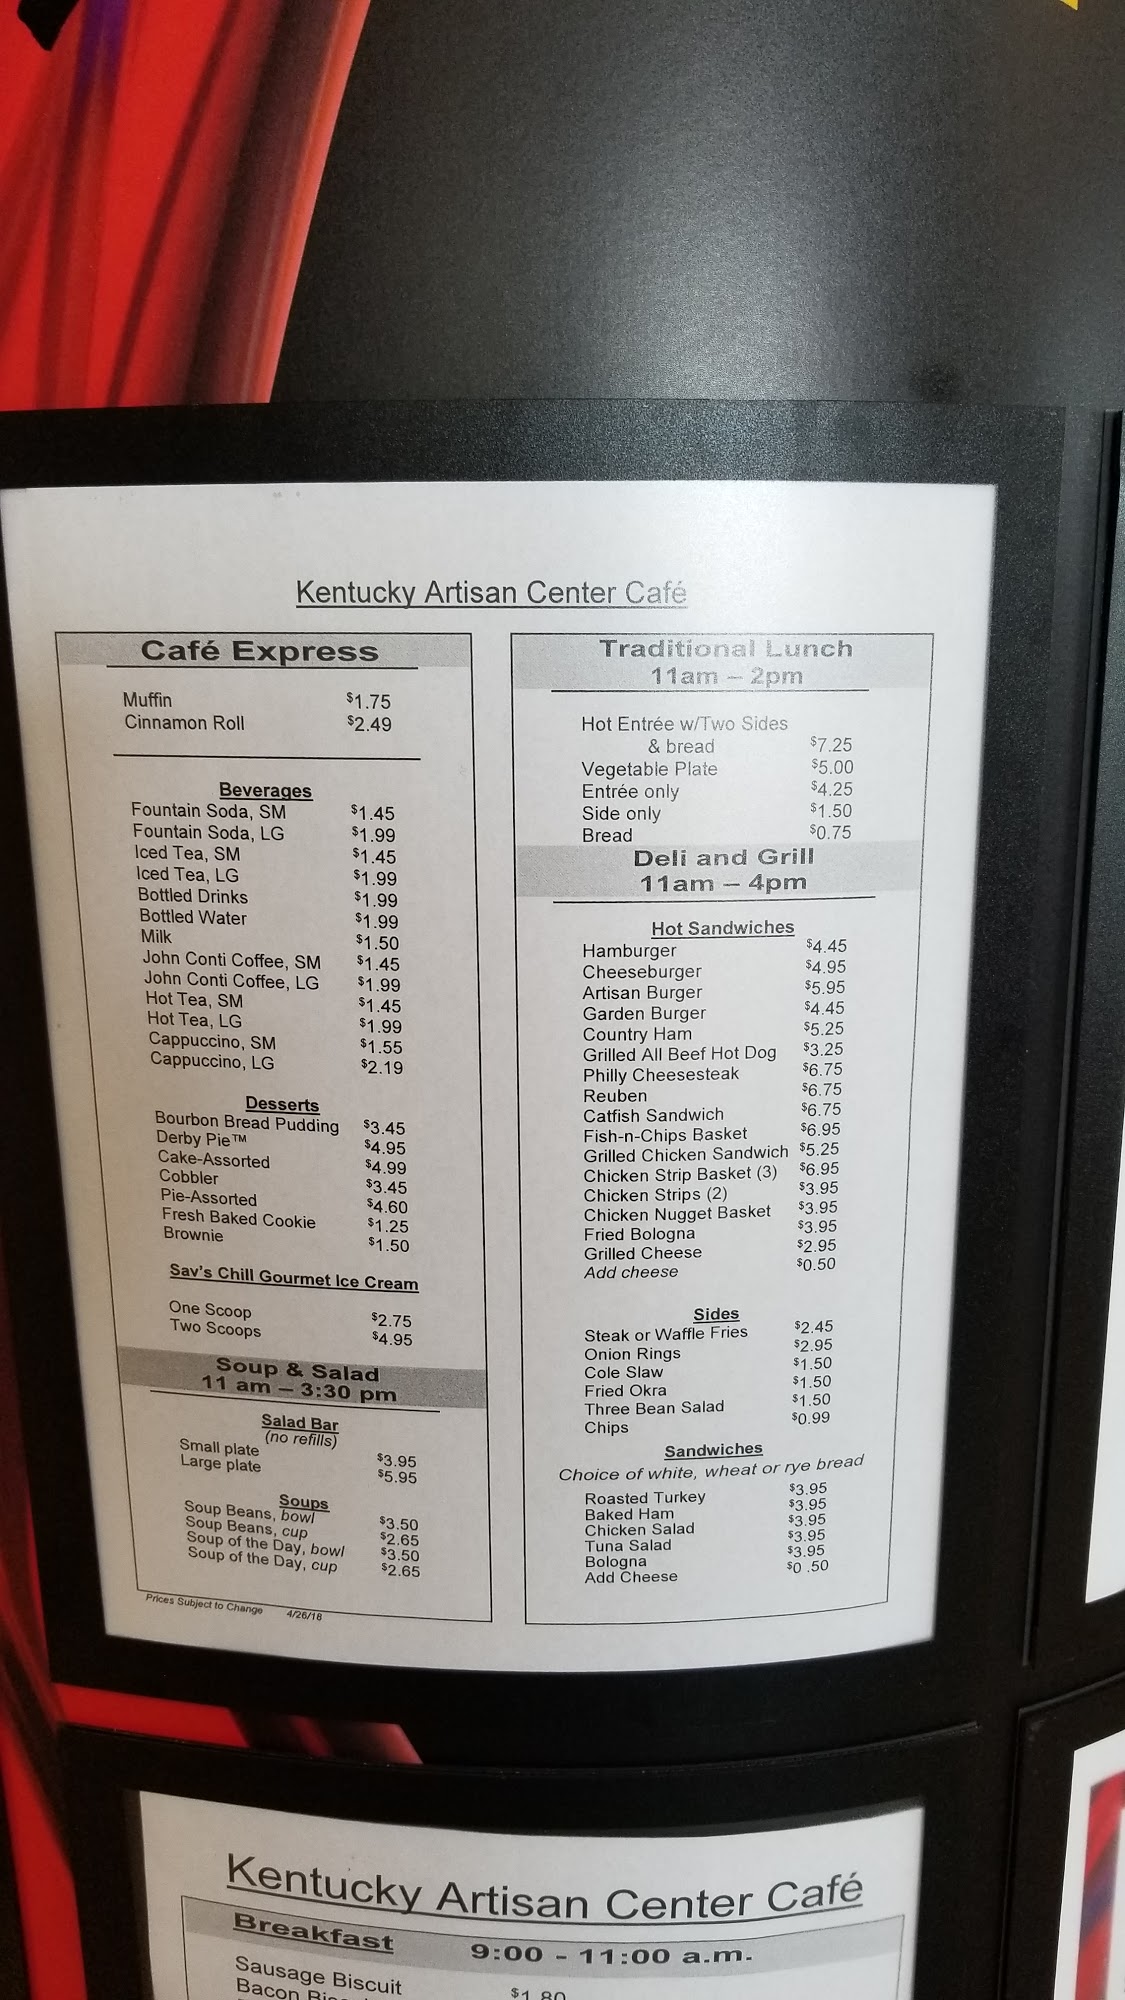 Kentucky Artisan Center Café
Café Express
Muffin $1.75
Cinnamon Roll $2.49
Beverages
Fountain Soda, SM $1.45
Fountain Soda, LG $1.99
Iced Tea, SM $1.45
Iced Tea, LG $1.99
Bottled Drinks $1.99
Bottled Water $1.99
Milk $1.50
John Conti Coffee, SM $1.45
John Conti Coffee, LG $1.99
Hot Tea, SM $1.45
Hot Tea, LG $1.99
Cappuccino, SM $1.55
Cappuccino, LG $2.19
Desserts
Bourbon Bread Pudding $3.45
Derby Pie™ $4.95
Cake-Assorted $4.99
Cobbler $3.45
Pie-Assorted $4.60
Fresh Baked Cookie $1.25
Brownie $1.50
Sav's Chill Gourmet Ice Cream
One Scoop $2.75
Two Scoops $4.95
Soup & Salad
11 am – 3:30 pm
Salad Bar
(no refills)
Small plate $3.95
Large plate $5.95
Soups
Soup Beans, bowl $3.50
Soup Beans, cup $2.65
Soup of the Day, bowl $3.50
Soup of the Day, cup $2.65
Prices Subject to Change 4/26/18
Traditional Lunch
11am – 2pm
Hot Entrée w/Two Sides
& bread $7.25
Vegetable Plate $5.00
Entrée only $4.25
Side only $1.50
Bread $0.75
Deli and Grill
11am – 4pm
Hot Sandwiches
Hamburger $4.45
Cheeseburger $4.95
Artisan Burger $5.95
Garden Burger $4.45
Country Ham $5.25
Grilled All Beef Hot Dog $3.25
Philly Cheesesteak $6.75
Reuben $6.75
Catfish Sandwich $6.75
Fish-n-Chips Basket $6.95
Grilled Chicken Sandwich $5.25
Chicken Strip Basket (3) $6.95
Chicken Strips (2) $3.95
Chicken Nugget Basket $3.95
Fried Bologna $3.95
Grilled Cheese $2.95
Add cheese $0.50
Sides
Steak or Waffle Fries $2.45
Onion Rings $2.95
Cole Slaw $1.50
Fried Okra $1.50
Three Bean Salad $1.50
Chips $0.99
Sandwiches
Choice of white, wheat or rye bread
Roasted Turkey $3.95
Baked Ham $3.95
Chicken Salad $3.95
Tuna Salad $3.95
Bologna $3.95
Add Cheese $0 .50
Kentucky Artisan Center Café
Breakfast 9:00 - 11:00 a.m.
Sausage Biscuit $1.80
Bacon